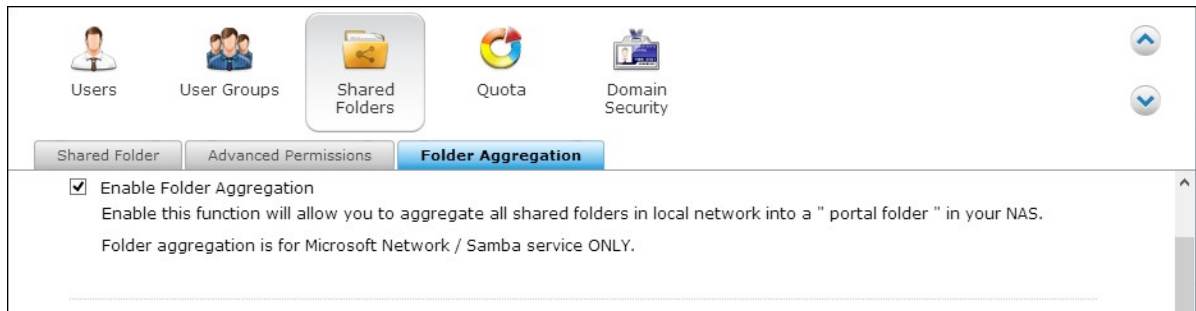 Users
User Groups
Shared
Folders
Quota
Domain
Security
Shared Folder
Advanced Permissions
Folder Aggregation
Enable Folder Aggregation
Enable this function will allow you to aggregate all shared folders in local network into a " portal folder " in your NAS.
Folder aggregation is for Microsoft Network / Samba service ONLY.